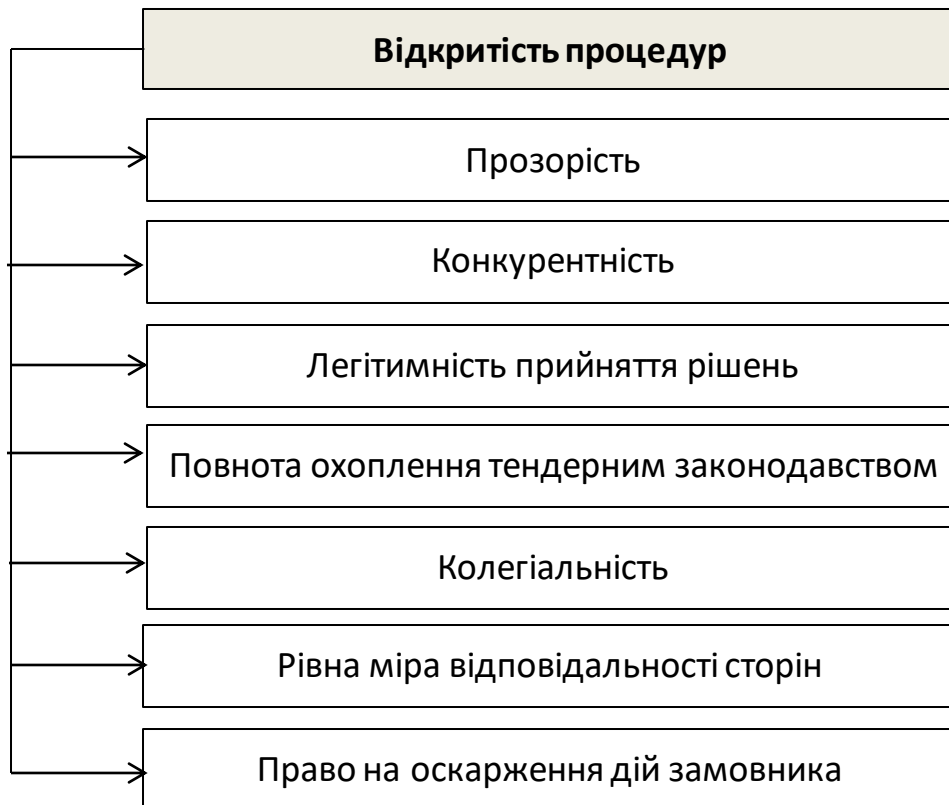 Відкритість процедур
Прозорість
Конкурентність
Легітимність прийняття рішень
Повнота охоплення тендерним законодавством
Колегіальність
Рівна міра відповідальності сторін
Право на оскарження дій замовника